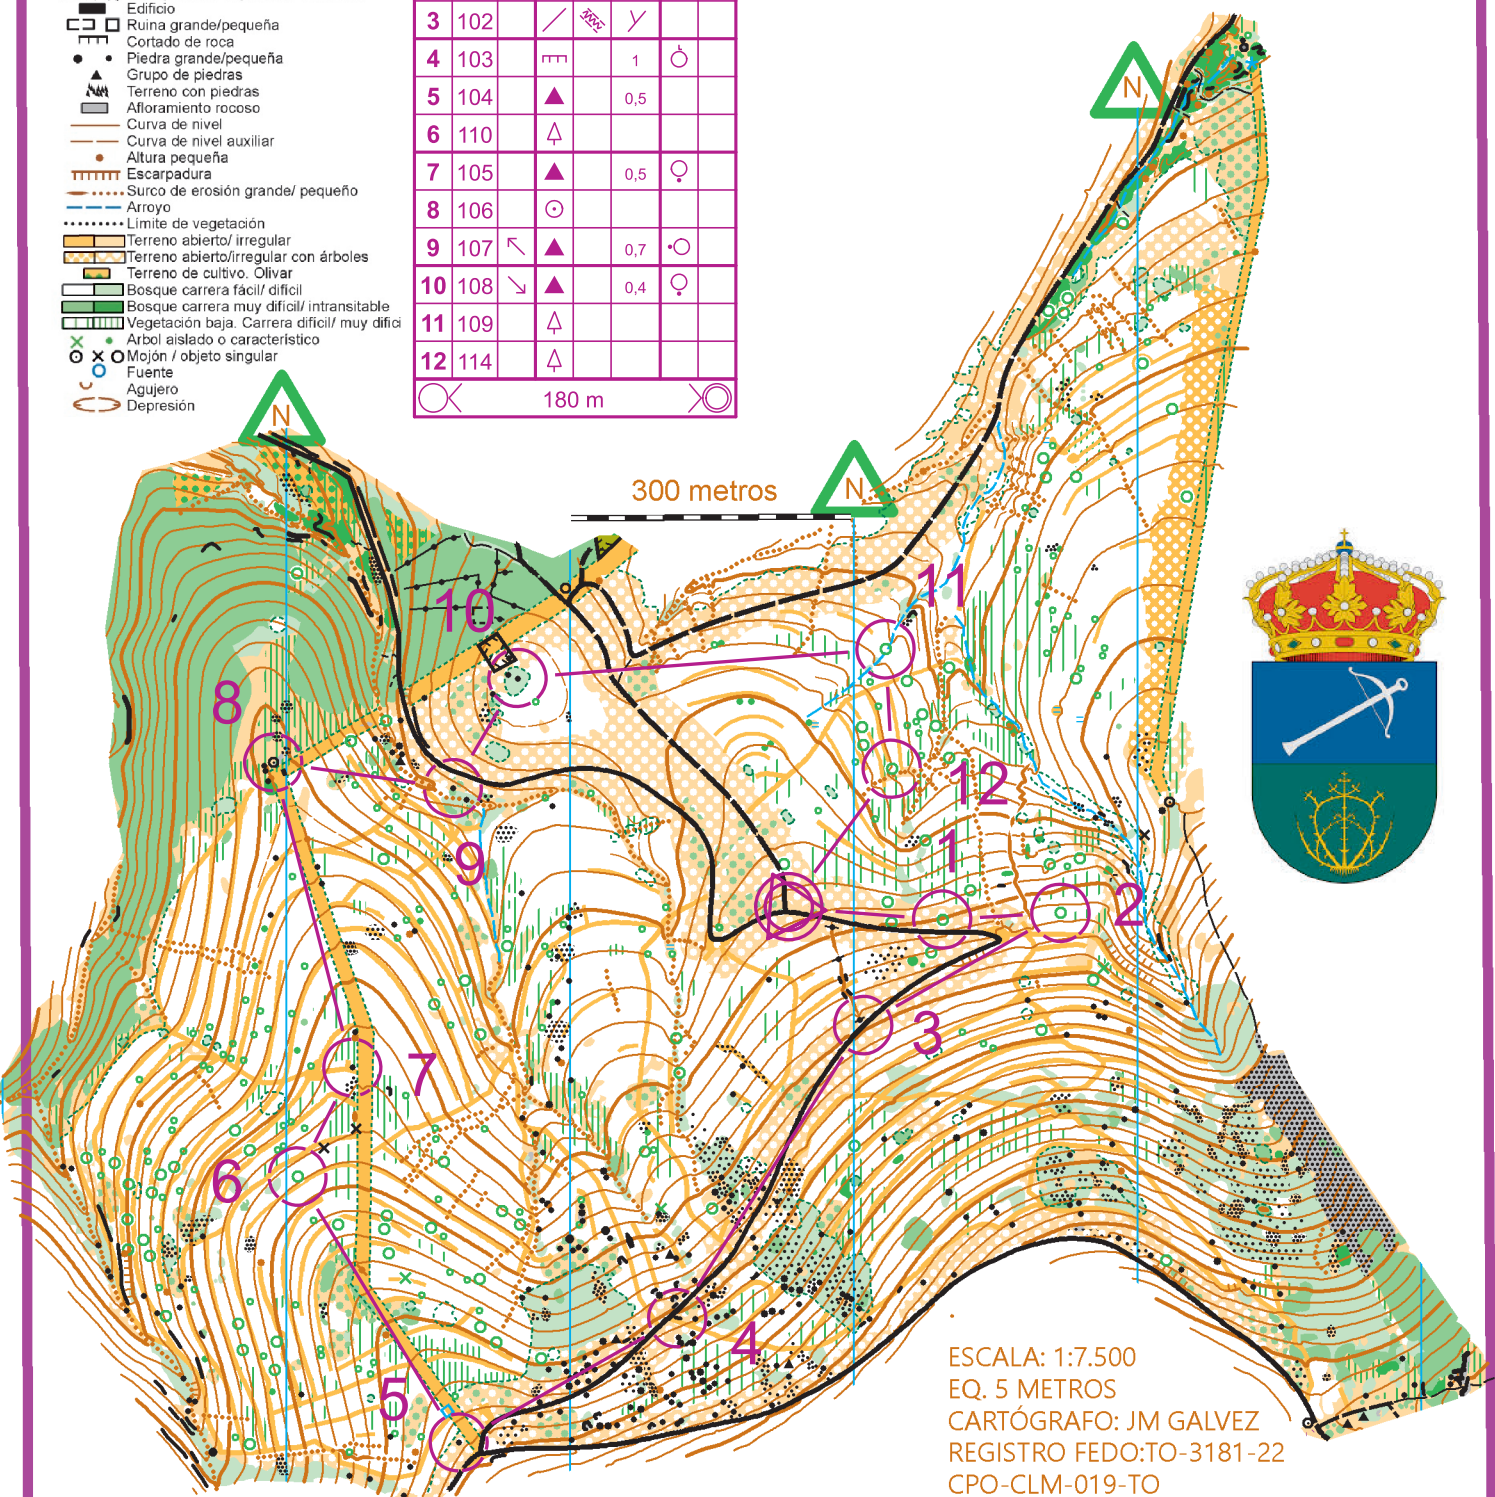 Edificio
Ruina grande/pequeña
Cortado de roca
Piedra grande/pequeña
Grupo de piedras
Terreno con piedras
Afloramiento rocoso
Curva de nivel
Curva de nivel auxiliar
Altura pequeña
Escarpadura
Surco de erosión grande/ pequeño
Arroyo
Limite de vegetación
Terreno abierto/ irregular
Terreno abierto/irregular con árboles
Terreno de cultivo. Olivar
Bosque carrera fácil/ difícil
Bosque carrera muy dificil/ intransitable
Vegetación baja. Carrera difícil/ muy difici
Arbol aislado o característico
Mojón / objeto singular
Fuente
Agujero
Depresión
3 102
4 103 1
5 104 0,5
6 110
7 105 0,5
8 106
9 107 0,7
10 108 0,4
11 109
12 114
180 m
N
N
300 metros
N
11
10
8
12
1
9
2
3
7
6
4
5
ESCALA: 1:7.500
EQ. 5 METROS
CARTÓGRAFO: JM GALVEZ
REGISTRO FEDO:TO-3181-22
CPO-CLM-019-TO